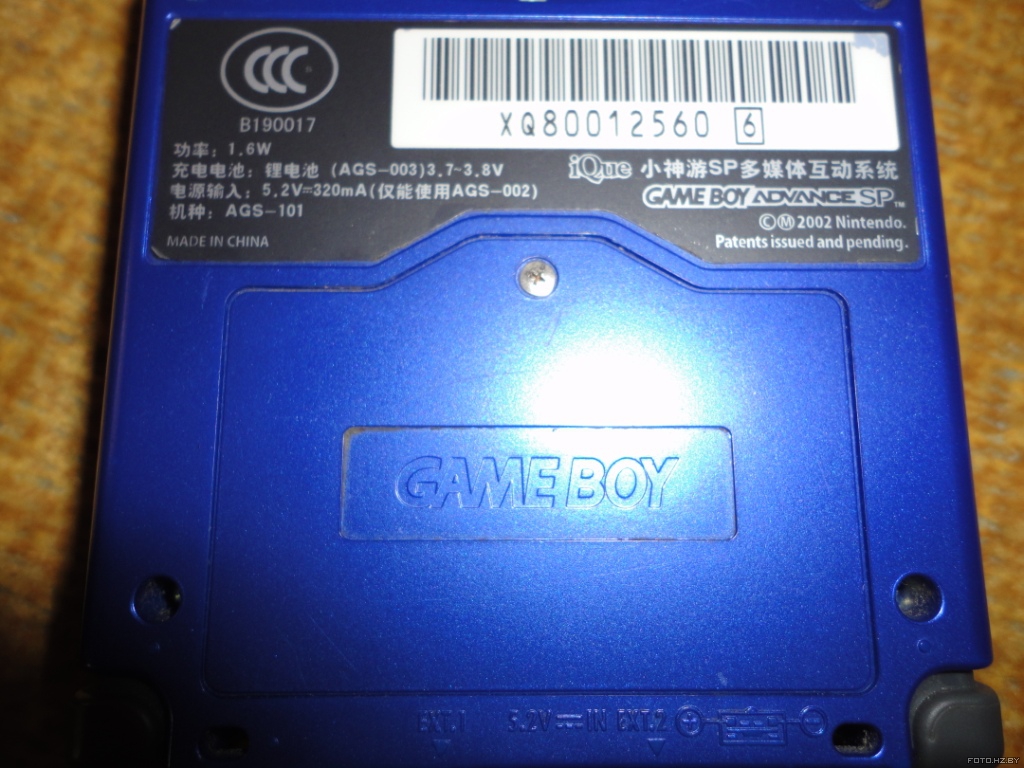 CCC
B190017
XQ80012560 6
功率：1.6W
充电电池：锂电池 (AGS-003)3.7~3.8V
电源输入：5.2V⎓320mA(仅能使用AGS-002)
机种：AGS-101
MADE IN CHINA
iQue 小神游SP多媒体互动系统
GAME BOY ADVANCE SP™
©Ⓜ2002 Nintendo.
Patents issued and pending.
GAME BOY
EXT.1 5.2V⎓IN EXT.2
FOTO.HZ.BY